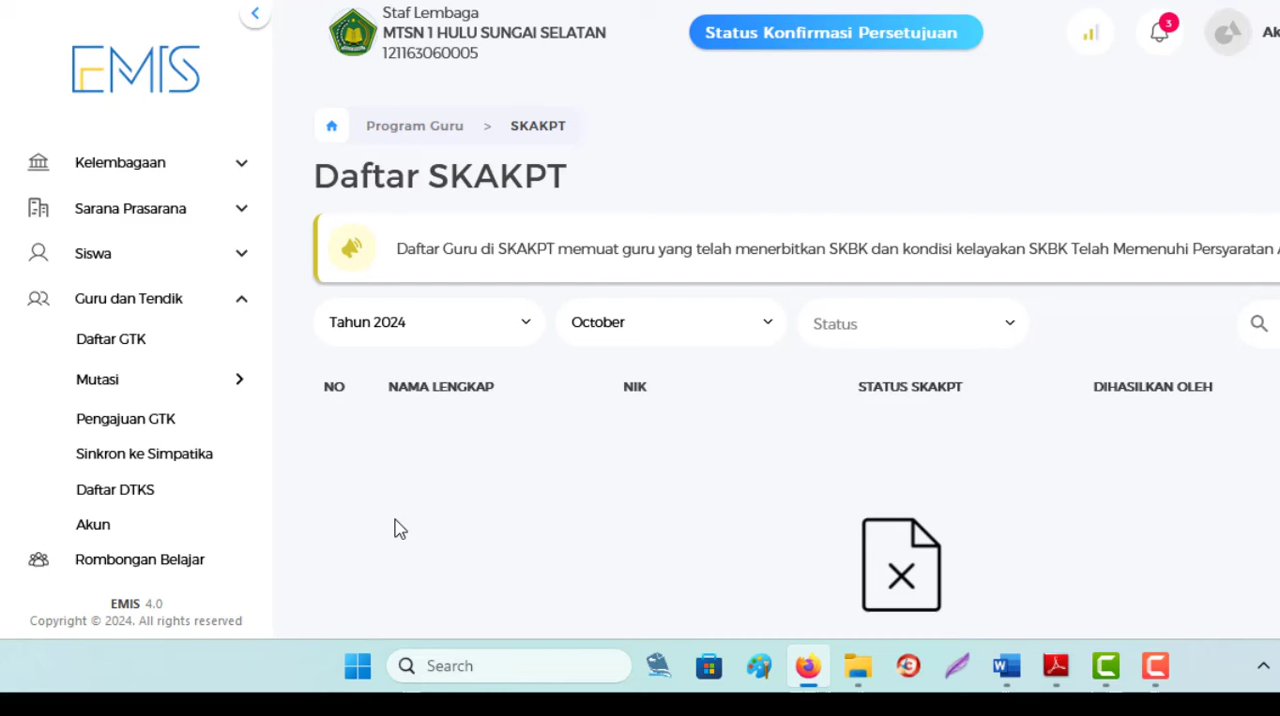 Staf Lembaga
MTSN 1 HULU SUNGAI SELATAN
121163060005
Status Konfirmasi Persetujuan
3
Ak
EMIS
Kelembagaan
Sarana Prasarana
Siswa
Guru dan Tendik
Daftar GTK
Mutasi
Pengajuan GTK
Sinkron ke Simpatika
Daftar DTKS
Akun
Rombongan Belajar
EMIS 4.0
Copyright © 2024. All rights reserved
Program Guru > SKAKPT
Daftar SKAKPT
Daftar Guru di SKAKPT memuat guru yang telah menerbitkan SKBK dan kondisi kelayakan SKBK Telah Memenuhi Persyaratan A
Tahun 2024 October Status
NO NAMA LENGKAP NIK STATUS SKAKPT DIHASILKAN OLEH
Search